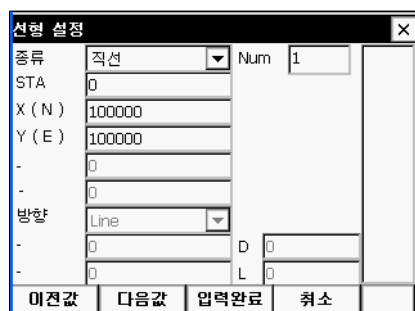 선형 설정
종류 직선 Num 1
STA 0
X ( N ) 100000
Y ( E ) 100000
- 0
- 0
방향 Line
- 0 D 0
- 0 L 0
이전값 다음값 입력완료 취소